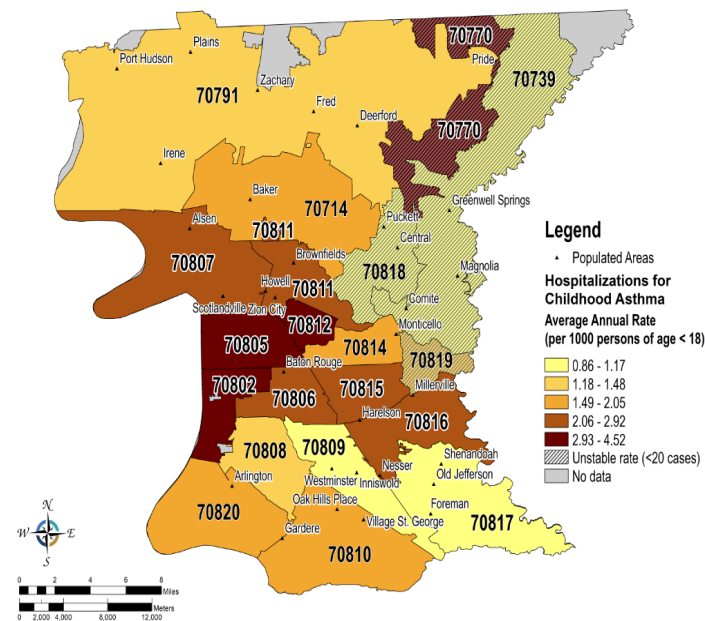 70770
Plains
Port Hudson
Pride
70739
Zachary
70791
Fred
Deerford
70770
Irene
Baker
Greenwell Springs
70714
Puckett
Alsen
70811
Central
Brownfields
70807
70818
Magnolia
Howell
70811
Scotlandville
Zion City
Comite
70812
Monticello
70805
70814
70819
Baton Rouge
70802
70815
Millerville
70806
Harelson
70816
70809
70808
Shenandoah
Nesser
Old Jefferson
Westminster
Inniswold
Arlington
Oak Hills Place
Foreman
70820
Village St. George
70817
Gardere
70810
Legend
Populated Areas
Hospitalizations for
Childhood Asthma
Average Annual Rate
(per 1000 persons of age < 18)
0.86 - 1.17
1.18 - 1.48
1.49 - 2.05
2.06 - 2.92
2.93 - 4.52
Unstable rate (<20 cases)
No data
N
W
E
S
0 2 4 6 8
Miles
Meters
0 2,000 4,000 8,000 12,000